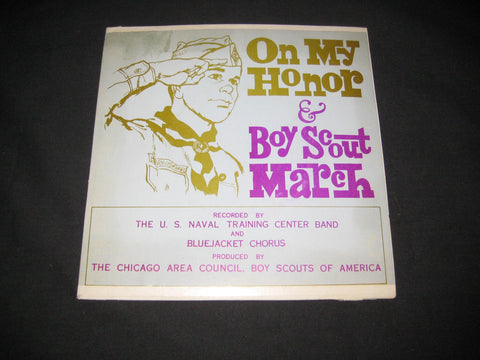 On My
Honor
&
Boy Scout
March
RECORDED BY
THE U. S. NAVAL TRAINING CENTER BAND
AND
BLUEJACKET CHORUS
PRODUCED BY
THE CHICAGO AREA COUNCIL, BOY SCOUTS OF AMERICA